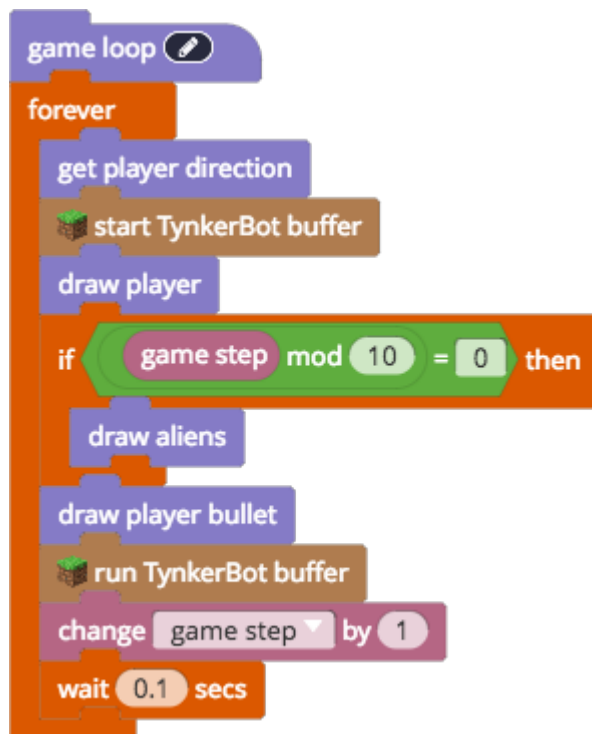 game loop
forever
get player direction
start TynkerBot buffer
draw player
if game step mod 10 = 0 then
draw aliens
draw player bullet
run TynkerBot buffer
change game step by 1
wait 0.1 secs